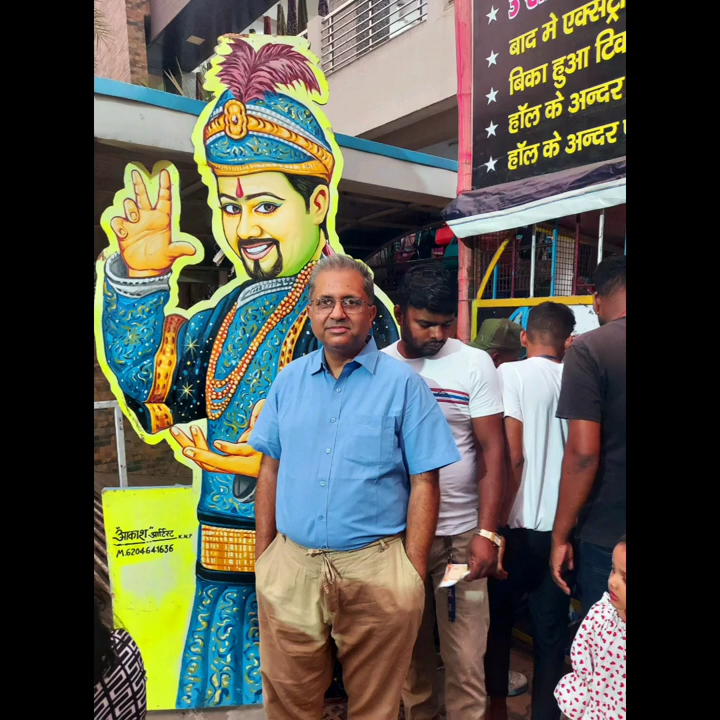 बाद मे एक्सट्रा
बिका हुआ टिक
हॉल के अन्दर
हॉल के अन्दर
"आकाश" आर्टिस्ट K.N.P
M.6204641636